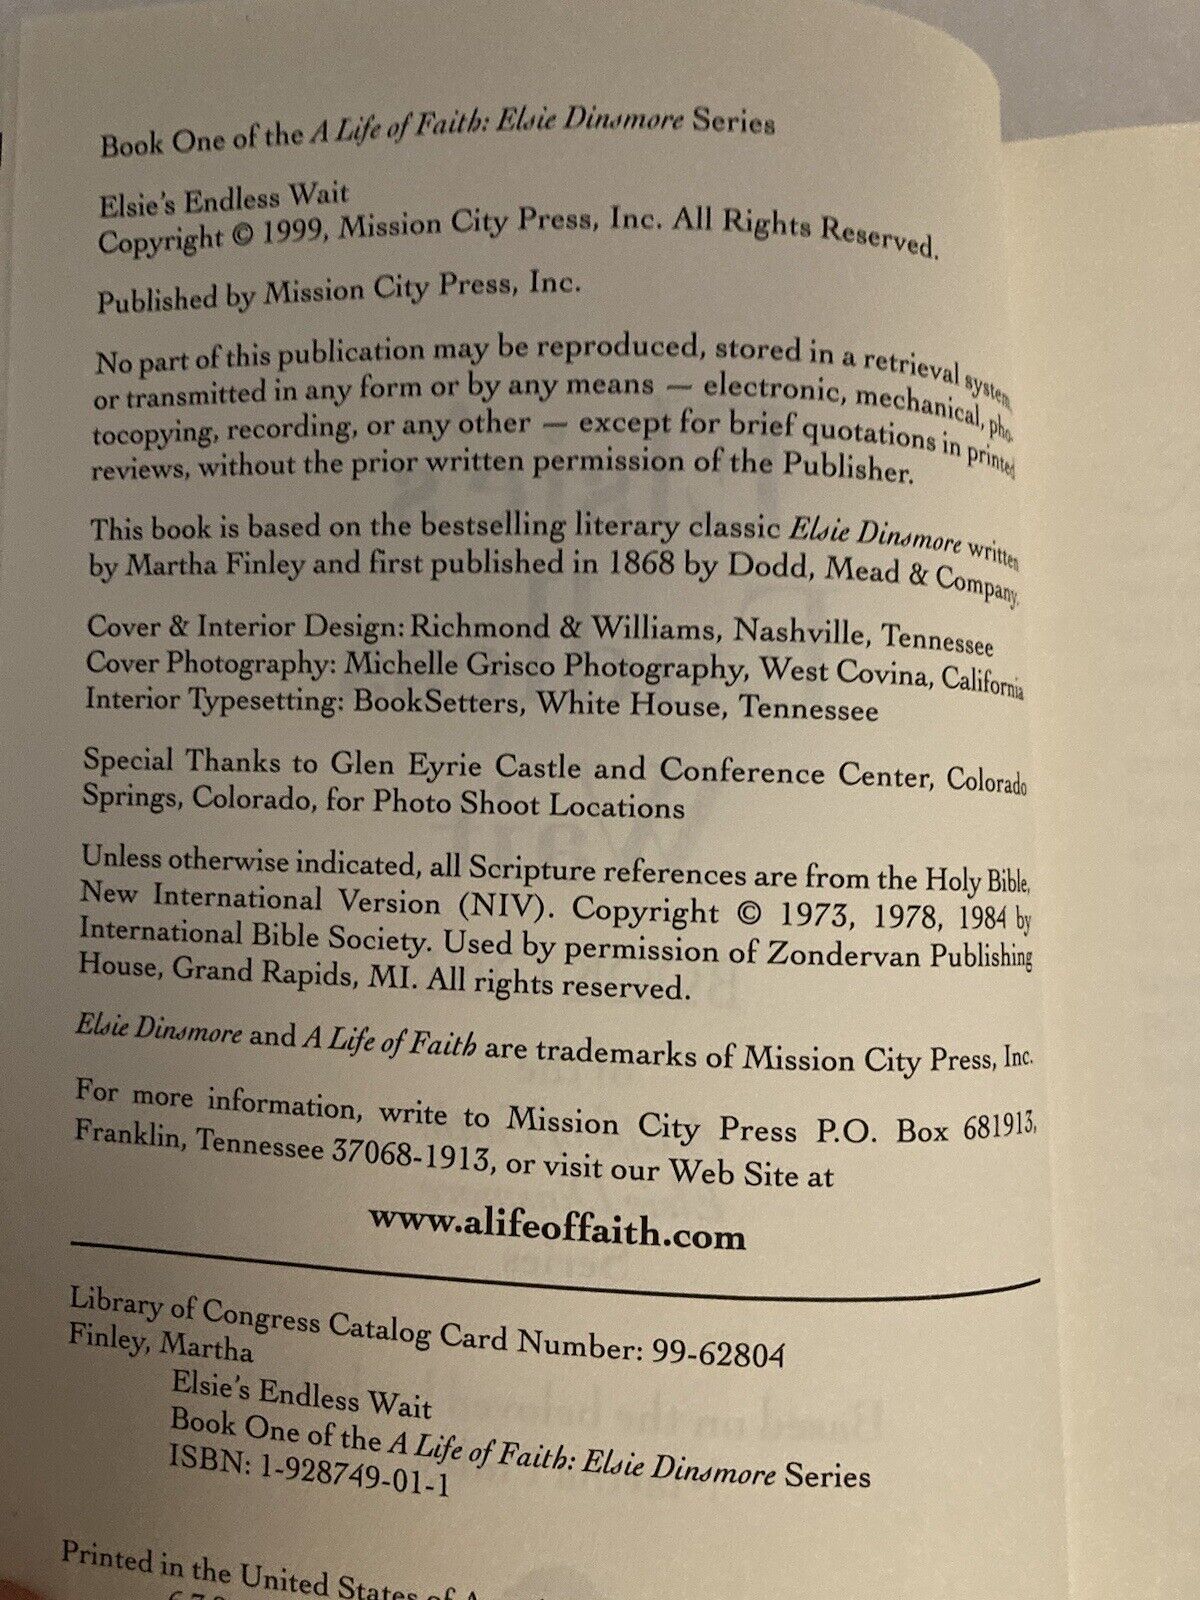 Book One of the A Life of Faith: Elsie Dinsmore Series
Elsie's Endless Wait
Copyright © 1999, Mission City Press, Inc. All Rights Reserved.
Published by Mission City Press, Inc.
No part of this publication may be reproduced, stored in a retrieval system,
or transmitted in any form or by any means — electronic, mechanical, pho-
tocopying, recording, or any other — except for brief quotations in printed
reviews, without the prior written permission of the Publisher.
This book is based on the bestselling literary classic Elsie Dinsmore written
by Martha Finley and first published in 1868 by Dodd, Mead & Company.
Cover & Interior Design: Richmond & Williams, Nashville, Tennessee
Cover Photography: Michelle Grisco Photography, West Covina, California
Interior Typesetting: BookSetters, White House, Tennessee
Special Thanks to Glen Eyrie Castle and Conference Center, Colorado
Springs, Colorado, for Photo Shoot Locations
Unless otherwise indicated, all Scripture references are from the Holy Bible,
New International Version (NIV). Copyright © 1973, 1978, 1984 by
International Bible Society. Used by permission of Zondervan Publishing
House, Grand Rapids, MI. All rights reserved.
Elsie Dinsmore and A Life of Faith are trademarks of Mission City Press, Inc.
For more information, write to Mission City Press P.O. Box 681913,
Franklin, Tennessee 37068-1913, or visit our Web Site at
www.alifeoffaith.com
Library of Congress Catalog Card Number: 99-62804
Finley, Martha
Elsie's Endless Wait
Book One of the A Life of Faith: Elsie Dinsmore Series
ISBN: 1-928749-01-1
Printed in the United States of